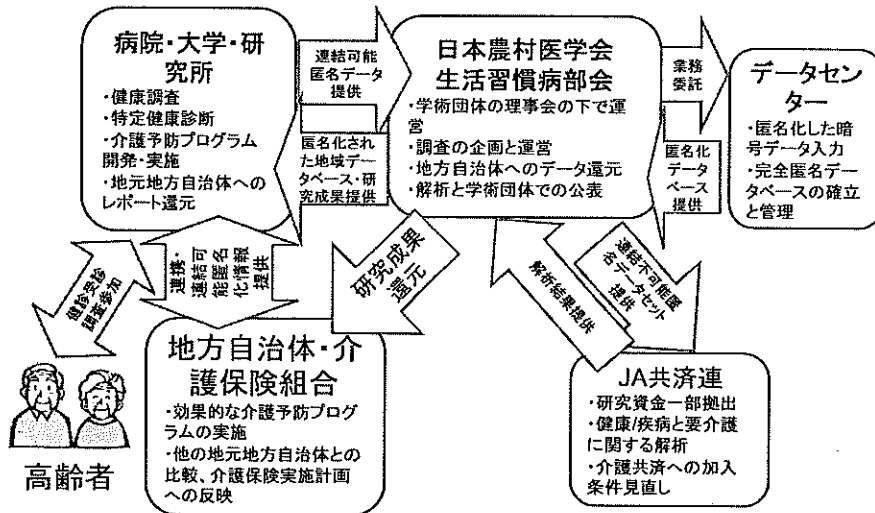 病院・大学・研
究所
・健康調査
・特定健康診断
・介護予防プログラム
開発・実施
・地元地方自治体への
レポート還元
連結可能
匿名データ
提供
匿名化され
た地域デー
タベース・研
究成果提供
日本農村医学会
生活習慣病部会
・学術団体の理事会の下で運
営
・調査の企画と運営
・地方自治体へのデータ還元
・解析と学術団体での公表
業務
委託
匿名化
データ
ベース
提供
データセン
ター
・匿名化した暗
号データ入力
・完全匿名デー
タベースの確立
と管理
健診受診
調査参加
連携・
連結可
能匿名
化情報
提供
研究成果
還元
解析結果提供
連結不可能匿
名データセット
提供
高齢者
地方自治体・介
護保険組合
・効果的な介護予防プログ
ラムの実施
・他の地元地方自治体との
比較、介護保険実施計画
への反映
JA共済連
・研究資金一部拠出
・健康/疾病と要介護
に関する解析
・介護共済への加入
条件見直し